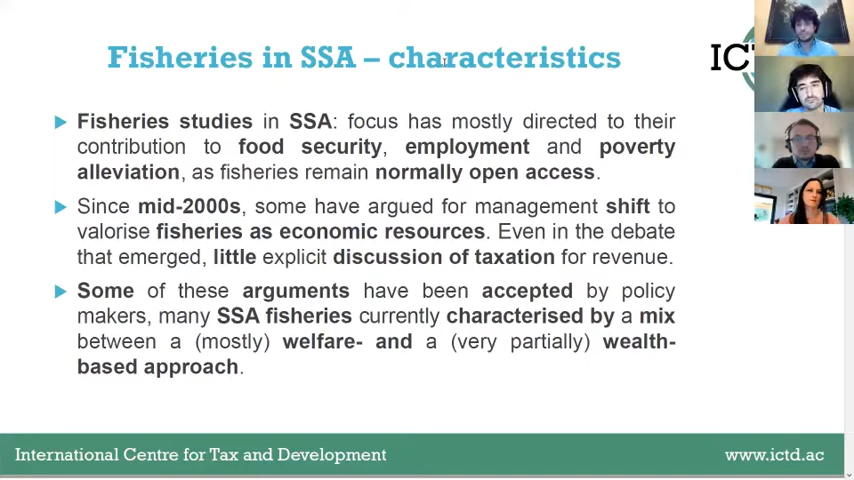 Fisheries in SSA – characteristics
ICT
Fisheries studies in SSA: focus has mostly directed to their
contribution to food security, employment and poverty
alleviation, as fisheries remain normally open access.
Since mid-2000s, some have argued for management shift to
valorise fisheries as economic resources. Even in the debate
that emerged, little explicit discussion of taxation for revenue.
Some of these arguments have been accepted by policy
makers, many SSA fisheries currently characterised by a mix
between a (mostly) welfare- and a (very partially) wealth-
based approach.
International Centre for Tax and Development
www.ictd.ac